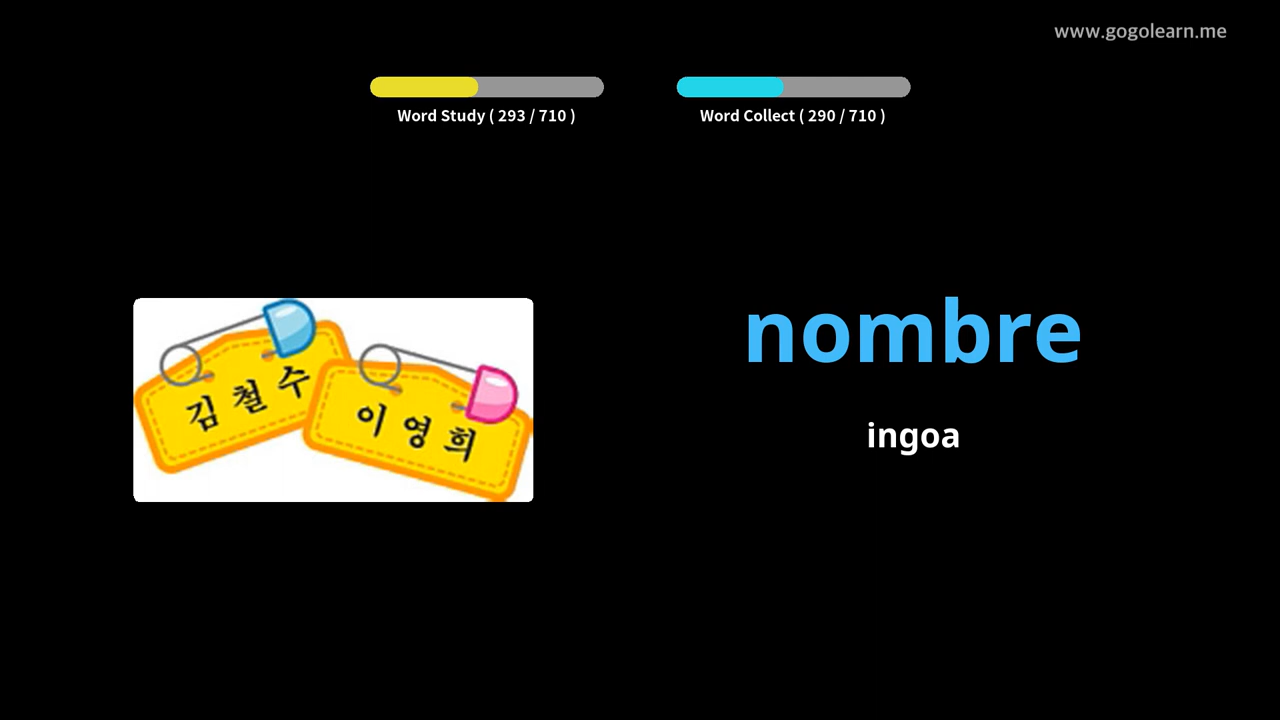 www.gogolearn.me
Word Study ( 293 / 710 )
Word Collect ( 290 / 710 )
김철수
이영희
nombre
ingoa